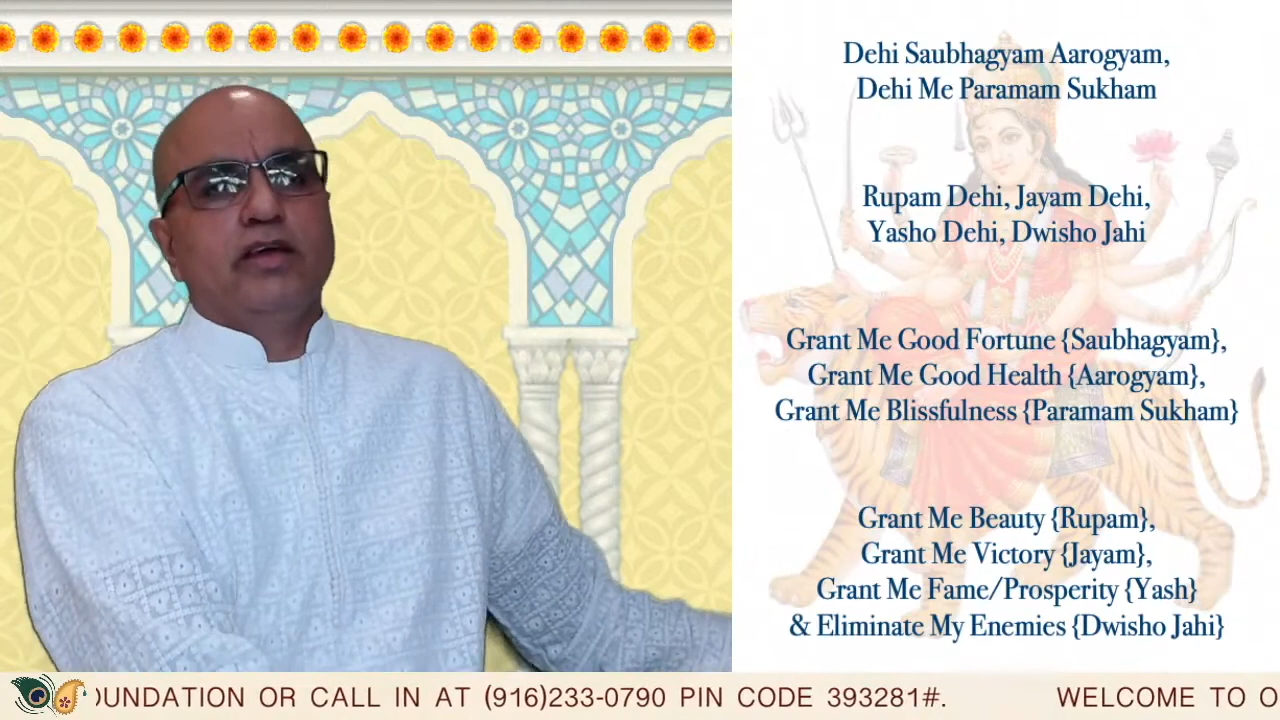 Dehi Saubhagyam Aarogyam,
Dehi Me Paramam Sukham
Rupam Dehi, Jayam Dehi,
Yasho Dehi, Dwisho Jahi
Grant Me Good Fortune {Saubhagyam},
Grant Me Good Health {Aarogyam},
Grant Me Blissfulness {Paramam Sukham}
Grant Me Beauty {Rupam},
Grant Me Victory {Jayam},
Grant Me Fame/Prosperity {Yash}
& Eliminate My Enemies {Dwisho Jahi}
OUNDATION OR CALL IN AT (916)233-0790 PIN CODE 393281#. WELCOME TO O